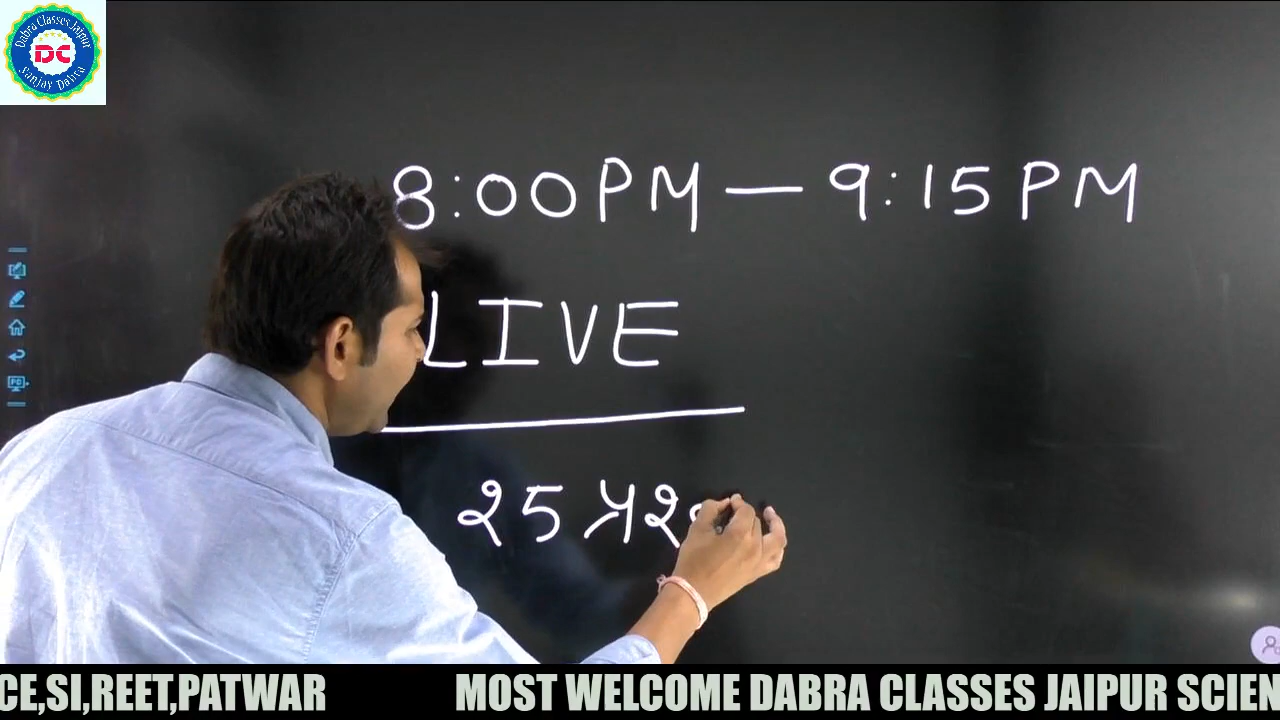 Dabra Classes Jaipur
DC
Sanjay Dabra
8:00 PM — 9:15 PM
LIVE
25
CE,SI,REET,PATWAR MOST WELCOME DABRA CLASSES JAIPUR SCIEN